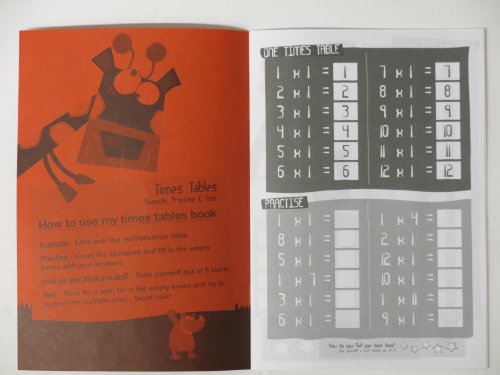 Times Tables
Example, Practise & Test
How to use my times tables book
Example - Look over the multiplication table.
Practise - Cover the examples and fill in the empty
boxes with your answers.
How do you think you did? - Rate yourself out of 5 stars
Test - Time for a test, fill in the empty boxes and try to
answer the multiplication - Good luck!
ONE TIMES TABLE
1 x 1 = 1 7 x 1 = 7
2 x 1 = 2 8 x 1 = 8
3 x 1 = 3 9 x 1 = 9
4 x 1 = 4 10 x 1 = 10
5 x 1 = 5 11 x 1 = 11
6 x 1 = 6 12 x 1 = 12
PRACTISE
1 x 1 = 1 x 4 =
8 x 1 = 2 x 1 =
5 x 1 = 12 x 1 =
1 x 7 = 10 x 1 =
3 x 1 = 1 x 11 =
6 x 1 = 9 x 1 =
How do you feel you have done?